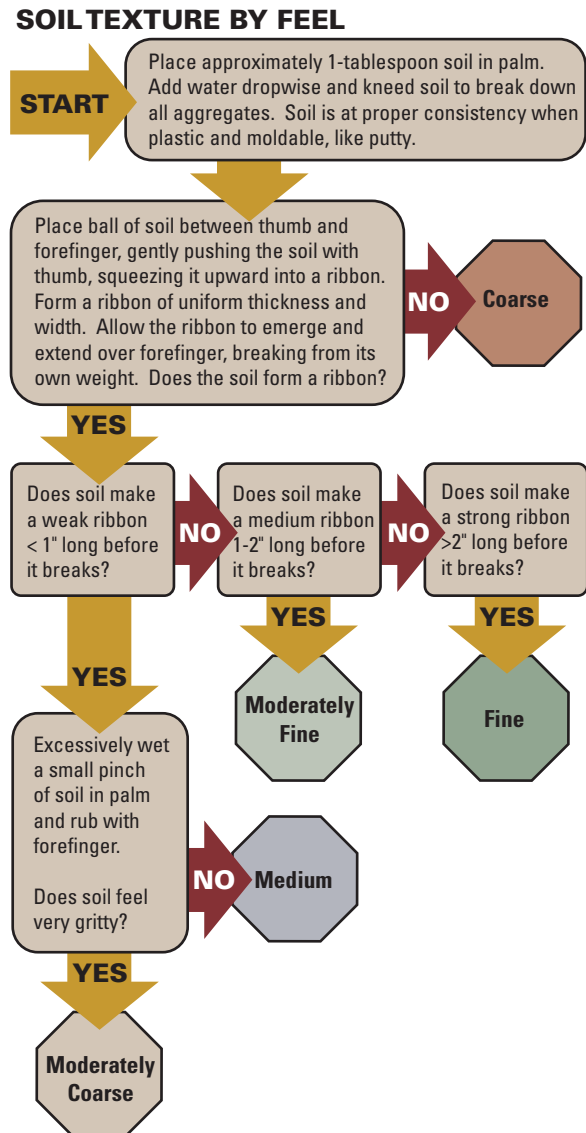 SOIL TEXTURE BY FEEL
START
Place approximately 1-tablespoon soil in palm.
Add water dropwise and kneed soil to break down
all aggregates. Soil is at proper consistency when
plastic and moldable, like putty.
Place ball of soil between thumb and
forefinger, gently pushing the soil with
thumb, squeezing it upward into a ribbon.
Form a ribbon of uniform thickness and
width. Allow the ribbon to emerge and
extend over forefinger, breaking from its
own weight. Does the soil form a ribbon?
NO
Coarse
YES
Does soil make
a weak ribbon
< 1" long before
it breaks?
NO
Does soil make
a medium ribbon
1-2" long before
it breaks?
NO
Does soil make
a strong ribbon
>2" long before
it breaks?
YES
YES
YES
Moderately
Fine
Fine
Excessively wet
a small pinch
of soil in palm
and rub with
forefinger.
Does soil feel
very gritty?
NO
Medium
YES
Moderately
Coarse